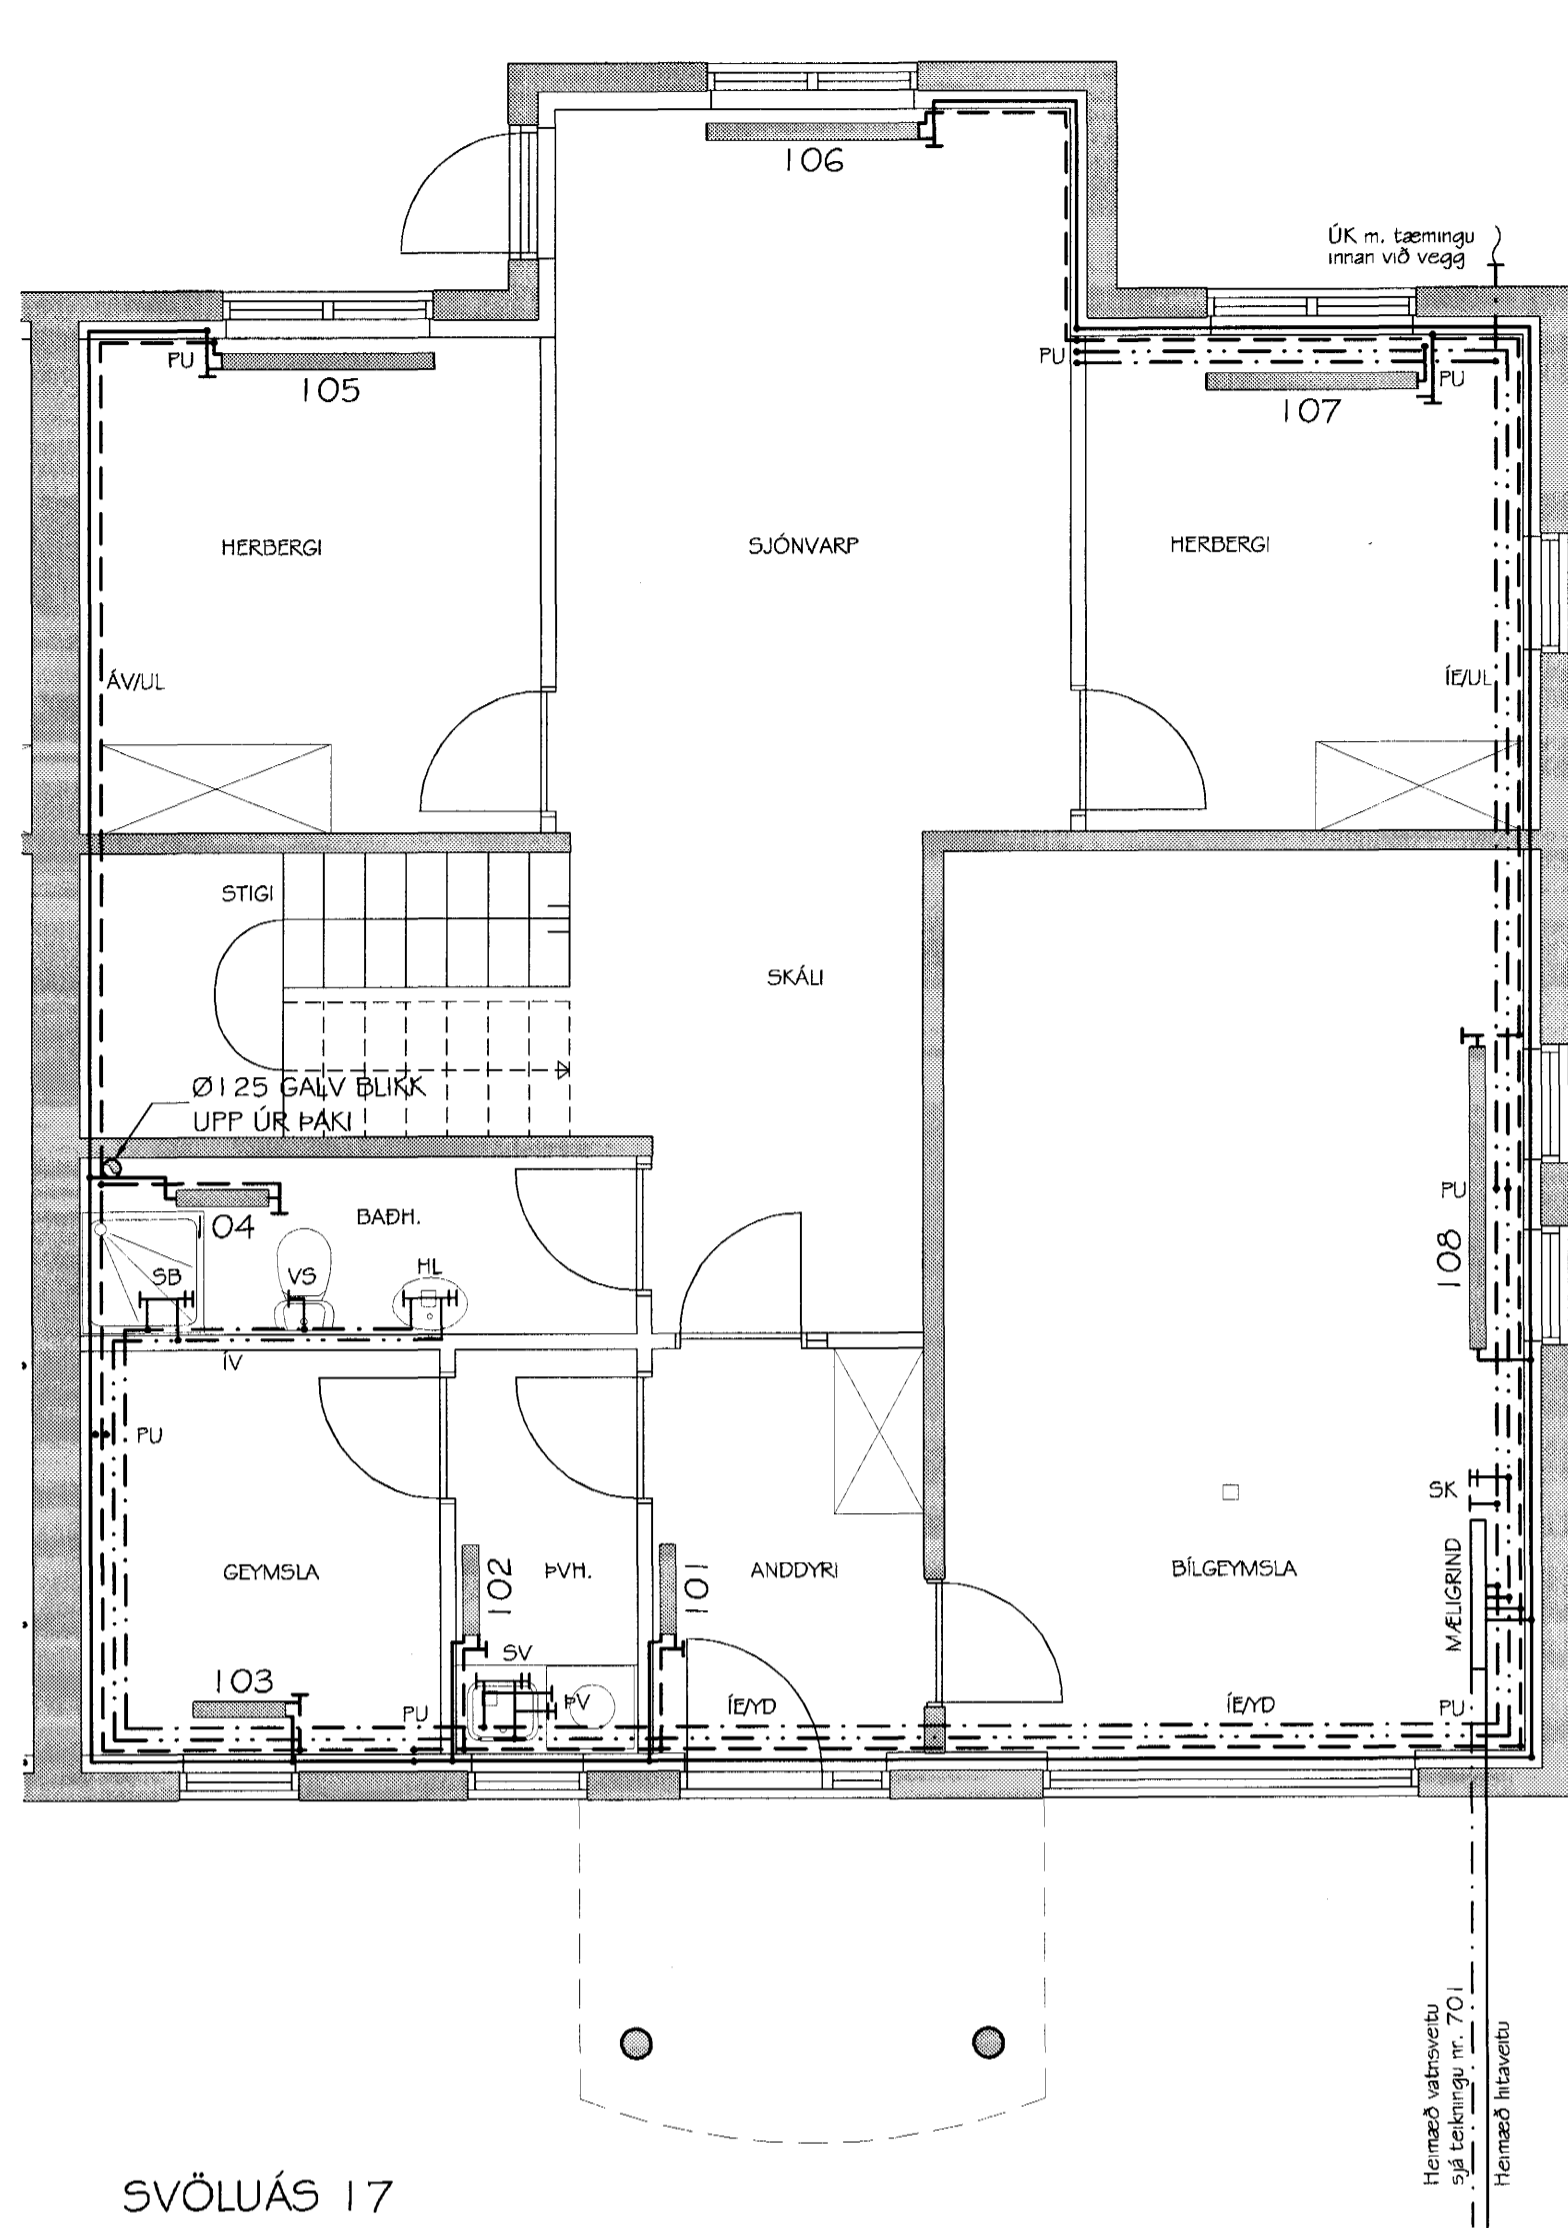 106
ÚK m. tæmingu
innan við vegg
PU
105
PU
107
PU
HERBERGI
SJÓNVARP
HERBERGI
ÁV/UL
ÍE/UL
STIGI
SKÁLI
Ø125 GALV BLIKK
UPP ÚR ÞAKI
PU
104
BAÐH.
108
SB
VS
HL
ÍV
PU
SK
GEYMSLA
102
ÞVH.
101
ANDDYRI
BÍLGEYMSLA
MÆLIGRIND
103
SV
ÞV
PU
ÍE/YD
ÍE/YD
PU
Heimæð vatnsveitu
sjá teikningu nr. 701
Heimæð hitaveitu
SVÖLUÁS 17